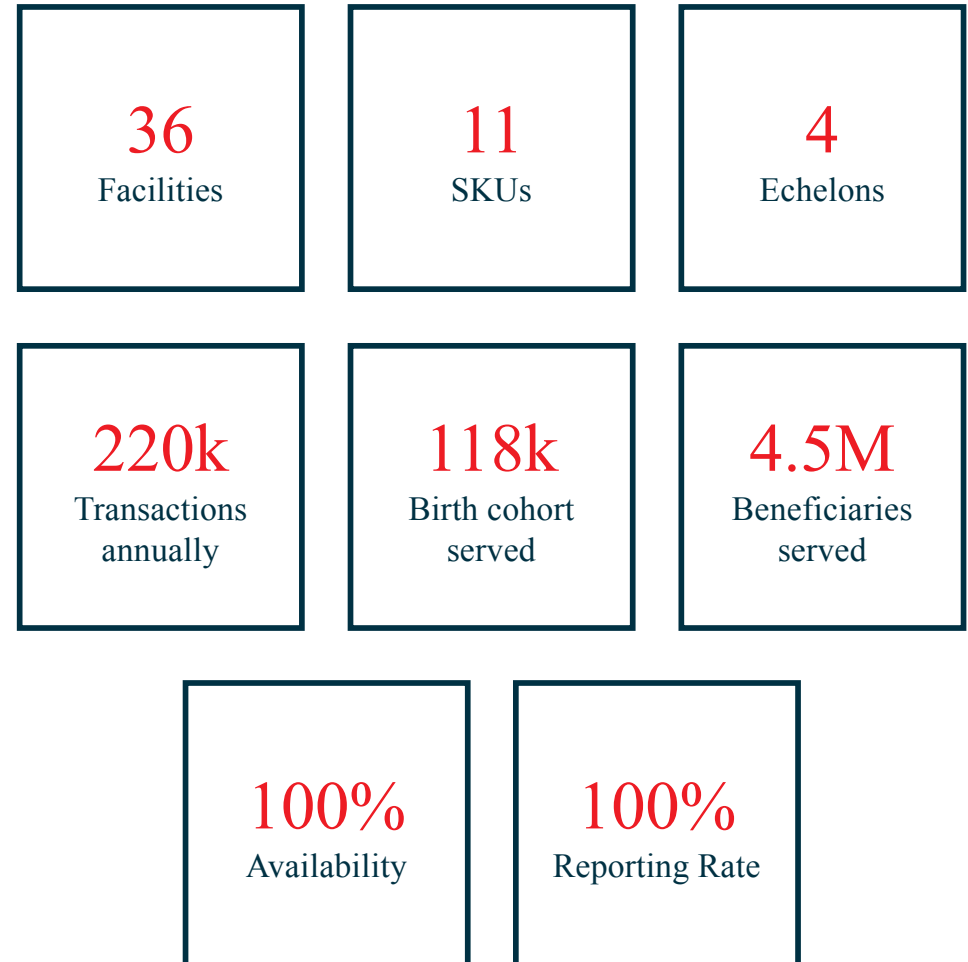 36
Facilities
11
SKUs
4
Echelons
220k
Transactions
annually
118k
Birth cohort
served
4.5M
Beneficiaries
served
100%
Availability
100%
Reporting Rate